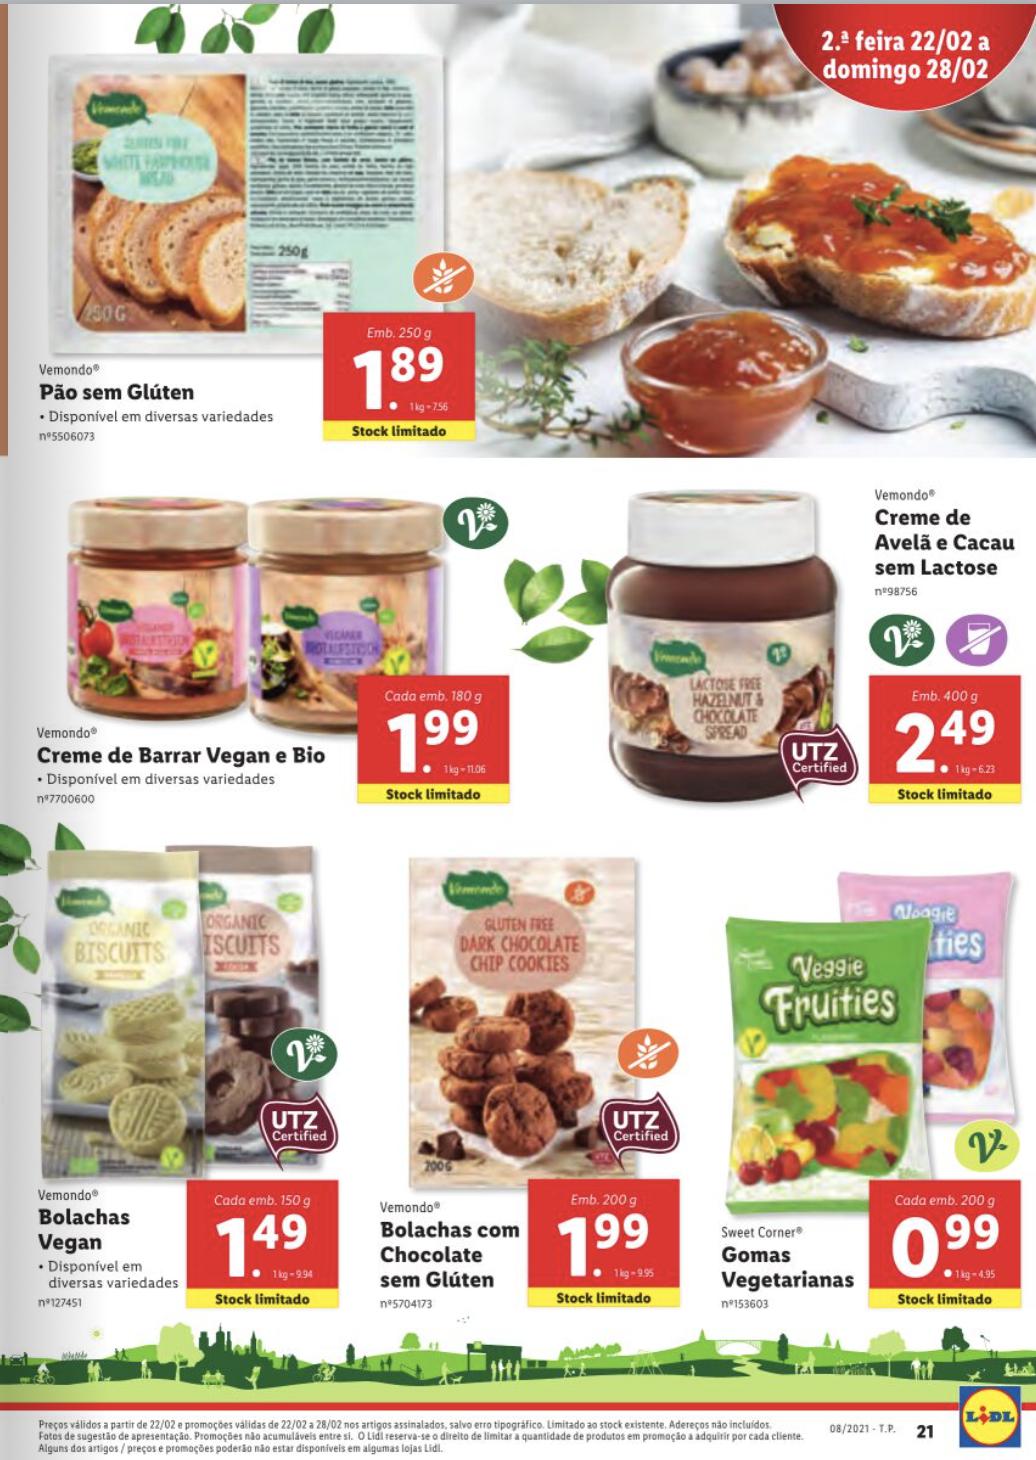 2.ª feira 22/02 a
domingo 28/02
Vemondo
GLUTEN FREE
WHITE FARMHOUSE
BREAD
250g
250 G
Emb. 250 g
1.89
1 kg = 7.56
Stock limitado
Vemondo®
Pão sem Glúten
• Disponível em diversas variedades
nº5506073
Vemondo
VEGANER
BROTAUFSTRICH
Vemondo
VEGANER
BROTAUFSTRICH
Cada emb. 180 g
1.99
1 kg = 11.06
Stock limitado
Vemondo®
Creme de Barrar Vegan e Bio
• Disponível em diversas variedades
nº7700600
Vemondo
LACTOSE FREE
HAZELNUT &
CHOCOLATE
SPREAD
UTZ
Certified
Vemondo®
Creme de
Avelã e Cacau
sem Lactose
nº98756
Emb. 400 g
2.49
1 kg = 6.23
Stock limitado
Vemondo
ORGANIC
BISCUITS
ORGANIC
ISCUITS
UTZ
Certified
Vemondo®
Bolachas
Vegan
• Disponível em
diversas variedades
nº127451
Cada emb. 150 g
1.49
1 kg = 9.94
Stock limitado
Vemondo
GLUTEN FREE
DARK CHOCOLATE
CHIP COOKIES
200G
UTZ
Certified
Vemondo®
Bolachas com
Chocolate
sem Glúten
nº5704173
Emb. 200 g
1.99
1 kg = 9.95
Stock limitado
Veggie
Fruities
Veggie
ties
Sweet Corner®
Gomas
Vegetarianas
nº153603
Cada emb. 200 g
0.99
1 kg = 4.95
Stock limitado
Preços válidos a partir de 22/02 e promoções válidas de 22/02 a 28/02 nos artigos assinalados, salvo erro tipográfico. Limitado ao stock existente. Adereços não incluídos.
Fotos de sugestão de apresentação. Promoções não acumuláveis entre si. O Lidl reserva-se o direito de limitar a quantidade de produtos em promoção a adquirir por cada cliente.
Alguns dos artigos / preços e promoções poderão não estar disponíveis em algumas lojas Lidl.
08/2021 - T.P.
21
LIDL